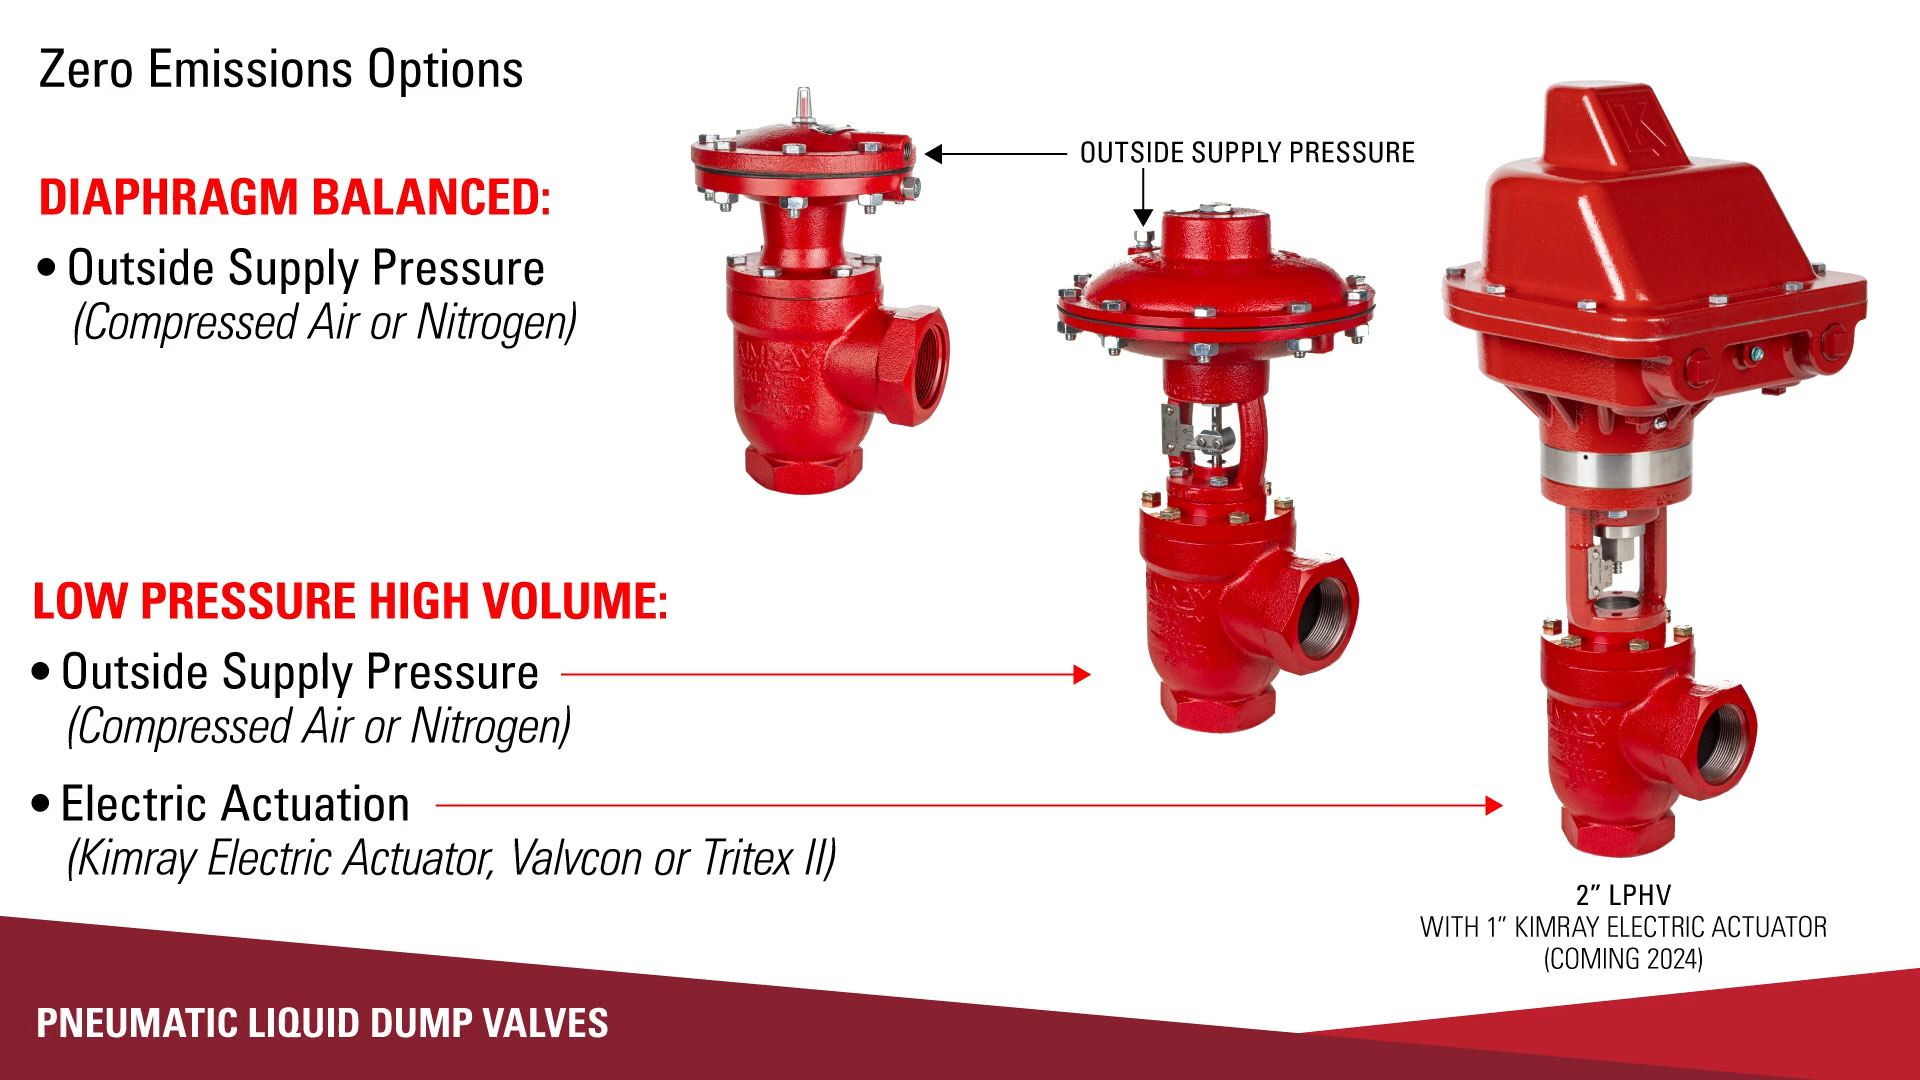 Zero Emissions Options
DIAPHRAGM BALANCED:
• Outside Supply Pressure
(Compressed Air or Nitrogen)
OUTSIDE SUPPLY PRESSURE
LOW PRESSURE HIGH VOLUME:
• Outside Supply Pressure
(Compressed Air or Nitrogen)
• Electric Actuation
(Kimray Electric Actuator, Valvcon or Tritex II)
KIMRAY
K
2” LPHV
WITH 1” KIMRAY ELECTRIC ACTUATOR
(COMING 2024)
PNEUMATIC LIQUID DUMP VALVES